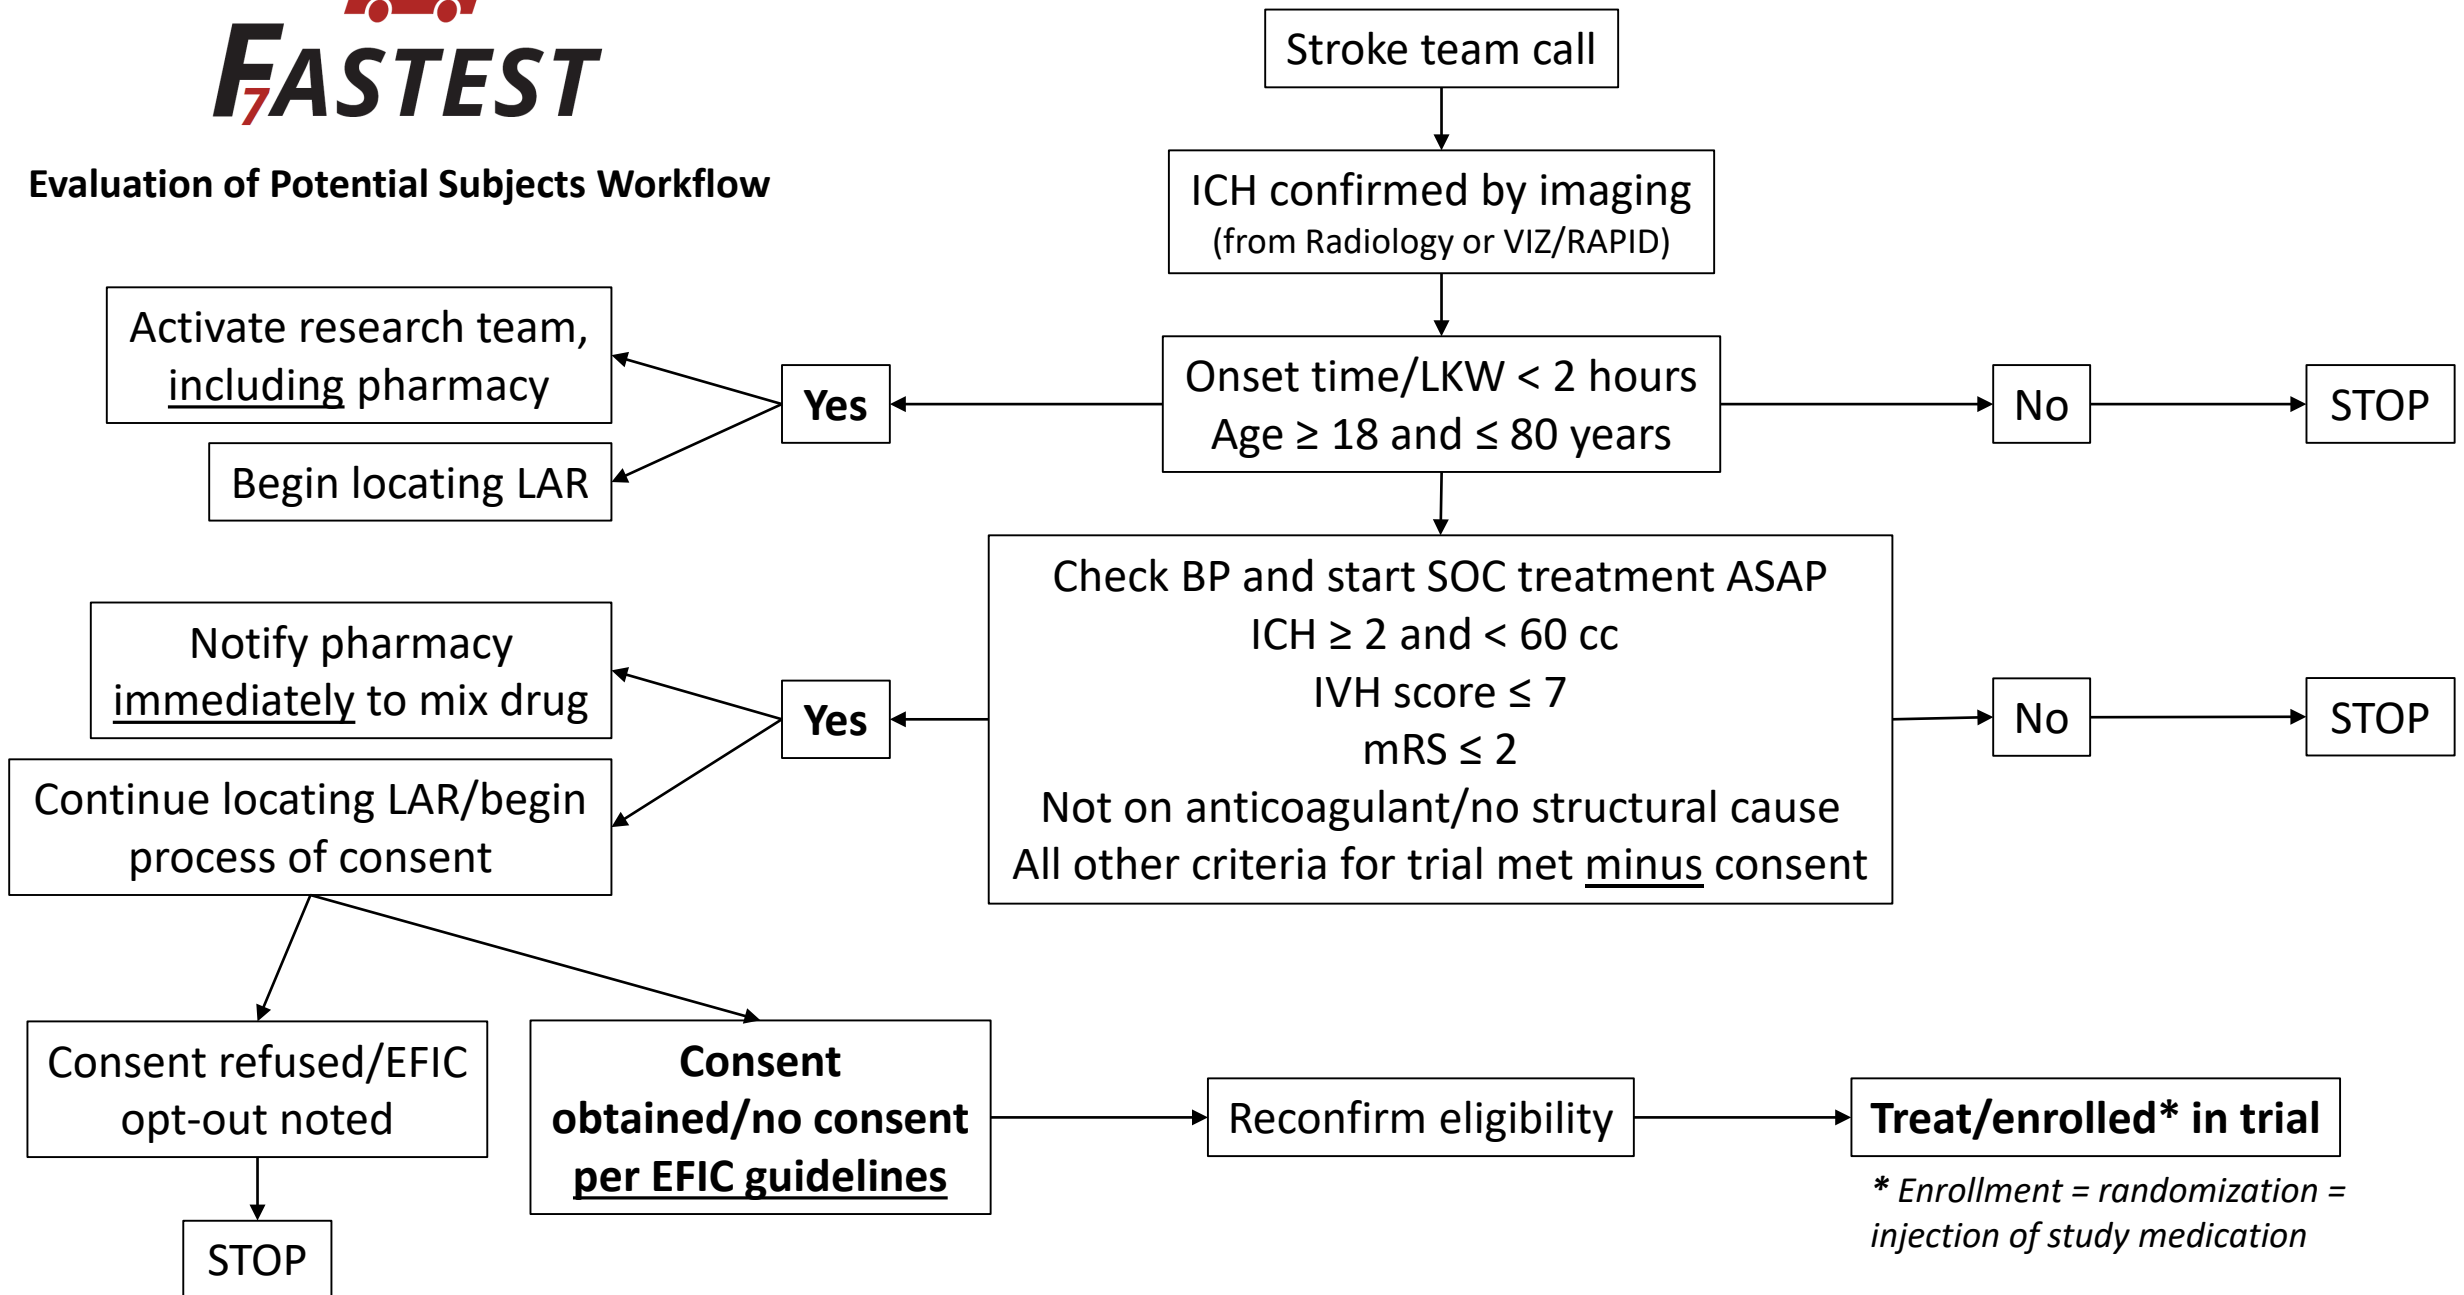 F7ASTEST
Evaluation of Potential Subjects Workflow
Stroke team call
ICH confirmed by imaging
(from Radiology or VIZ/RAPID)
Onset time/LKW < 2 hours
Age ≥ 18 and ≤ 80 years
No
STOP
Yes
Activate research team,
including pharmacy
Begin locating LAR
Check BP and start SOC treatment ASAP
ICH ≥ 2 and < 60 cc
IVH score ≤ 7
mRS ≤ 2
Not on anticoagulant/no structural cause
All other criteria for trial met minus consent
No
STOP
Yes
Notify pharmacy
immediately to mix drug
Continue locating LAR/begin
process of consent
Consent refused/EFIC
opt-out noted
STOP
Consent
obtained/no consent
per EFIC guidelines
Reconfirm eligibility
Treat/enrolled* in trial
* Enrollment = randomization =
injection of study medication